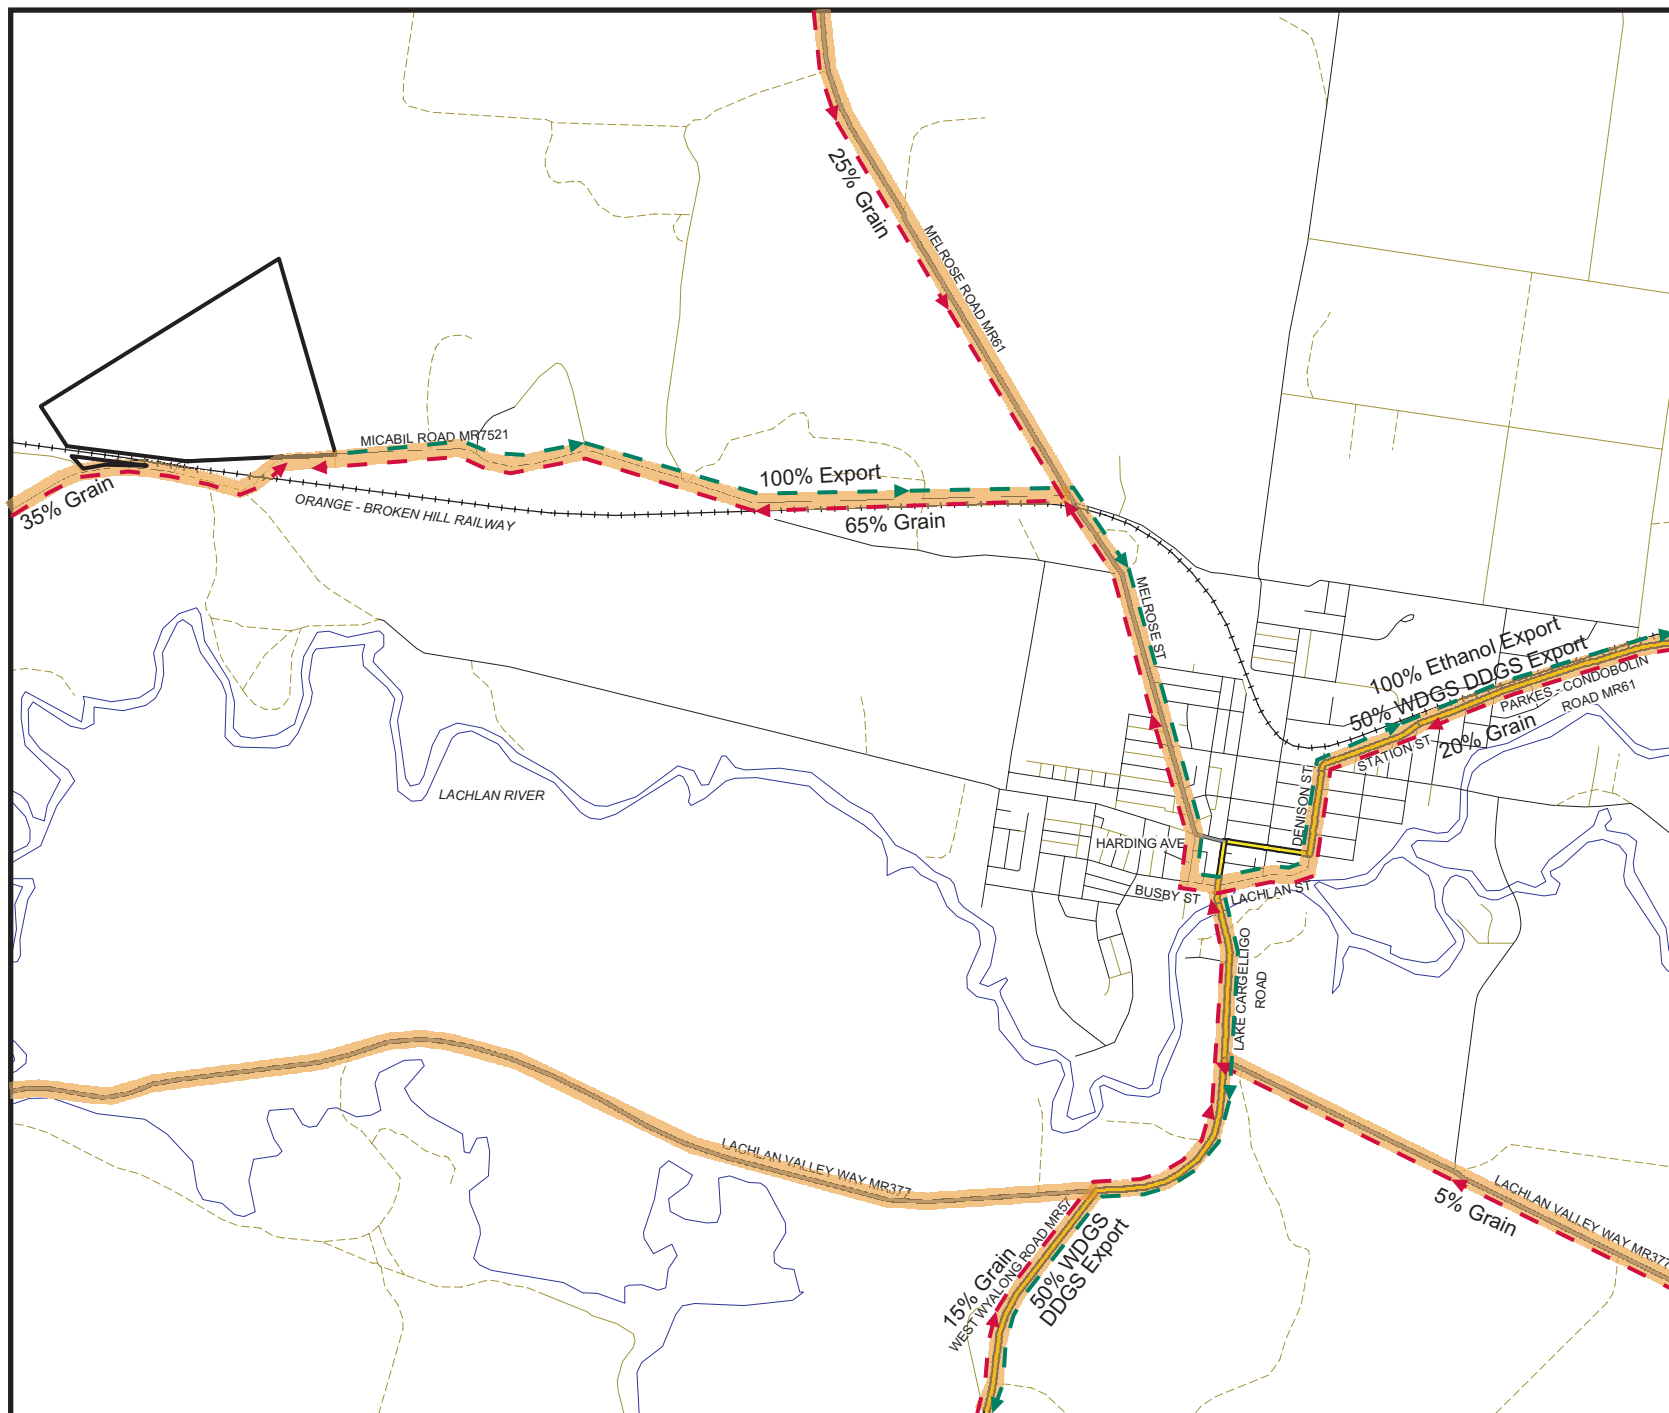 25% Grain
MELROSE ROAD MR61
MICABIL ROAD MR7521
100% Export
35% Grain
ORANGE - BROKEN HILL RAILWAY
65% Grain
MELROSE ST
100% Ethanol Export
50% WDGS DDGS Export
PARKES - CONDOBOLIN
ROAD MR61
20% Grain
STATION ST
LACHLAN RIVER
DENISON ST
HARDING AVE
BUSBY ST
LACHLAN ST
LAKE CARGELLIGO
ROAD
LACHLAN VALLEY WAY MR377
15% Grain
WEST WYALONG ROAD MR57
50% WDGS
DDGS Export
5% Grain
LACHLAN VALLEY WAY MR377